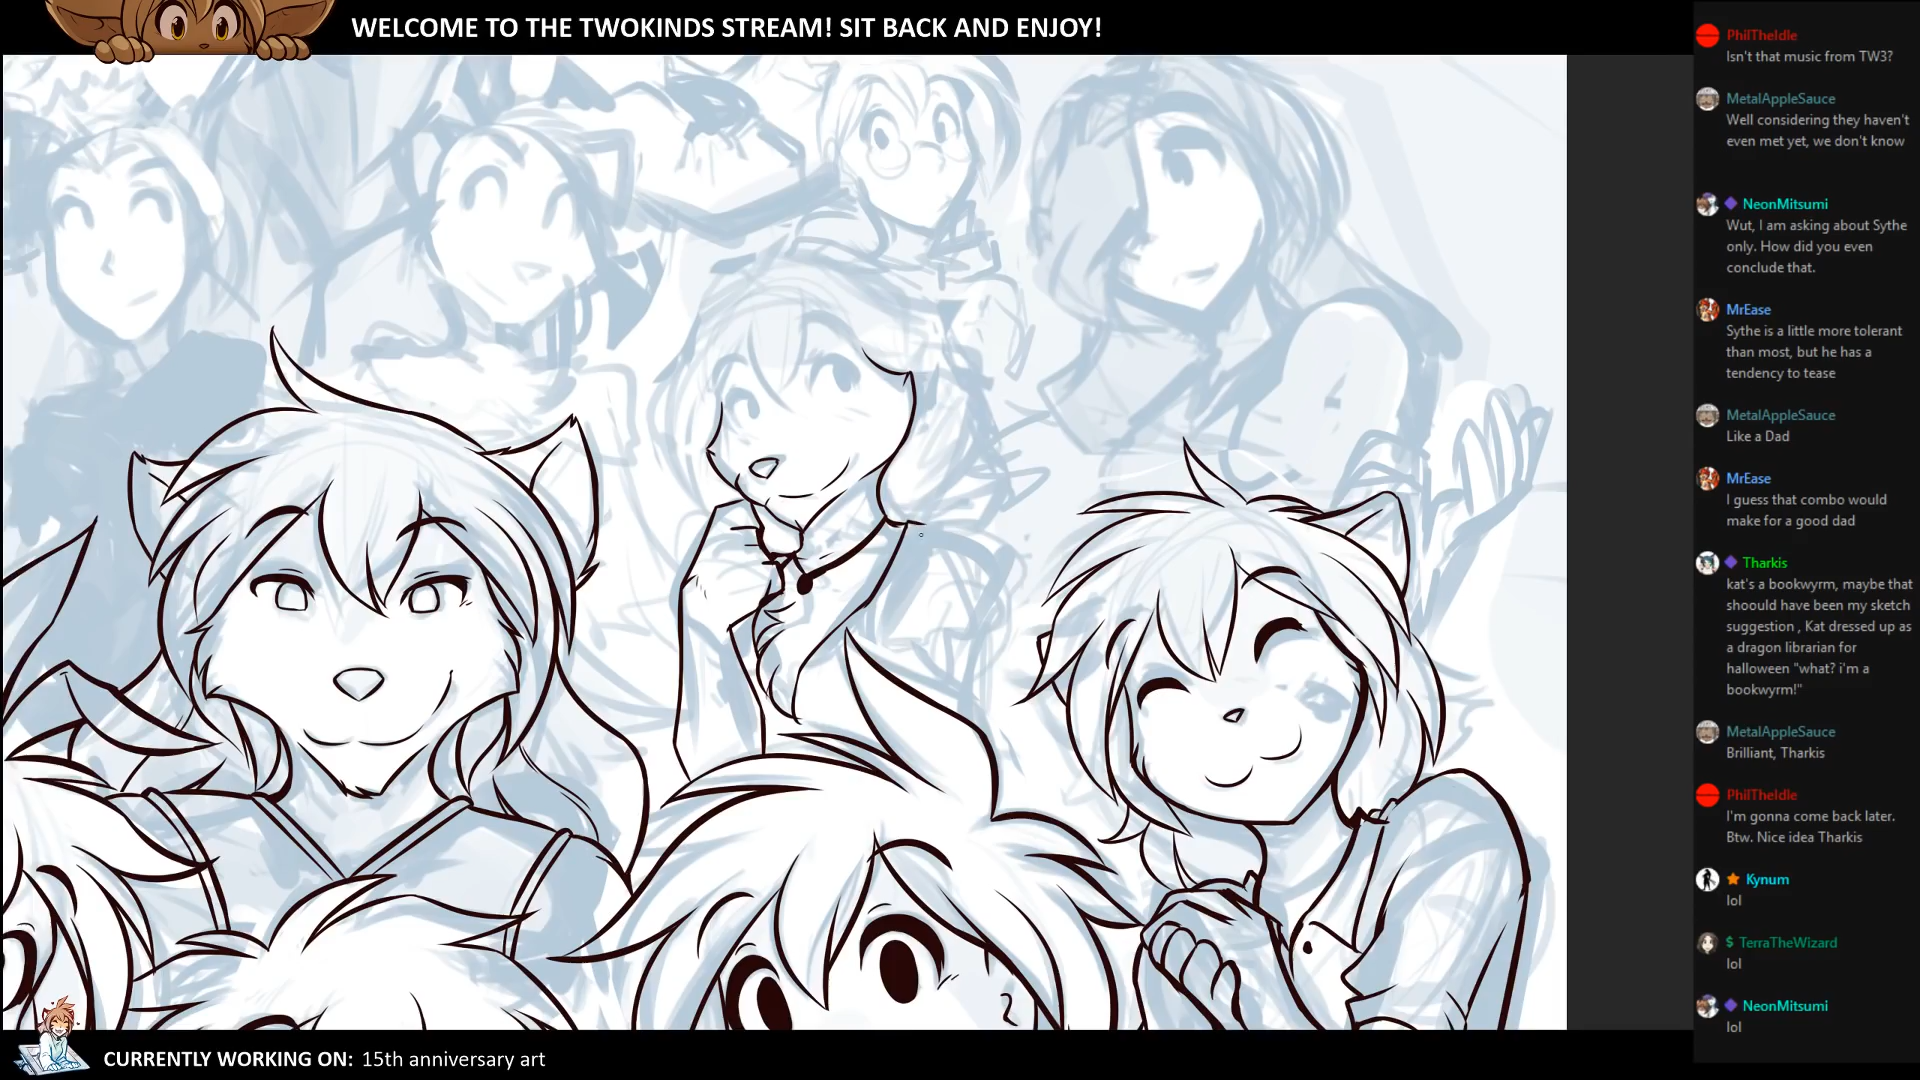 WELCOME TO THE TWOKINDS STREAM! SIT BACK AND ENJOY!
PhilTheIdle
Isn't that music from TW3?
MetalAppleSauce
Well considering they haven't
even met yet, we don't know
NeonMitsumi
Wut, I am asking about Sythe
only. How did you even
conclude that.
MrEase
Sythe is a little more tolerant
than most, but he has a
tendency to tease
MetalAppleSauce
Like a Dad
MrEase
I guess that combo would
make for a good dad
Tharkis
kat's a bookwyrm, maybe that
shoould have been my sketch
suggestion , Kat dressed up as
a dragon librarian for
halloween "what? i'm a
bookwyrm!"
MetalAppleSauce
Brilliant, Tharkis
PhilTheIdle
I'm gonna come back later.
Btw. Nice idea Tharkis
Kynum
lol
$ TerraTheWizard
lol
NeonMitsumi
lol
CURRENTLY WORKING ON: 15th anniversary art